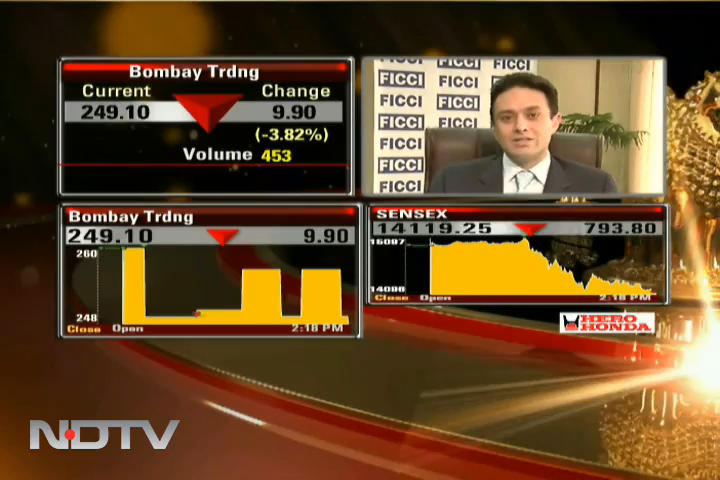 Bombay Trdng
Current Change
249.10 9.90
(-3.82%)
Volume 453
FICCI FICCI
FICCI FICCI
FICCI FICCI
FICCI FICCI
FICCI FICCI
FICCI FICCI
FICCI
Bombay Trdng
249.10 9.90
260
248
Close Open 2:18 PM
SENSEX
14119.25 793.80
15097
Close Open 2:18 PM
HERO
HONDA
NDTV